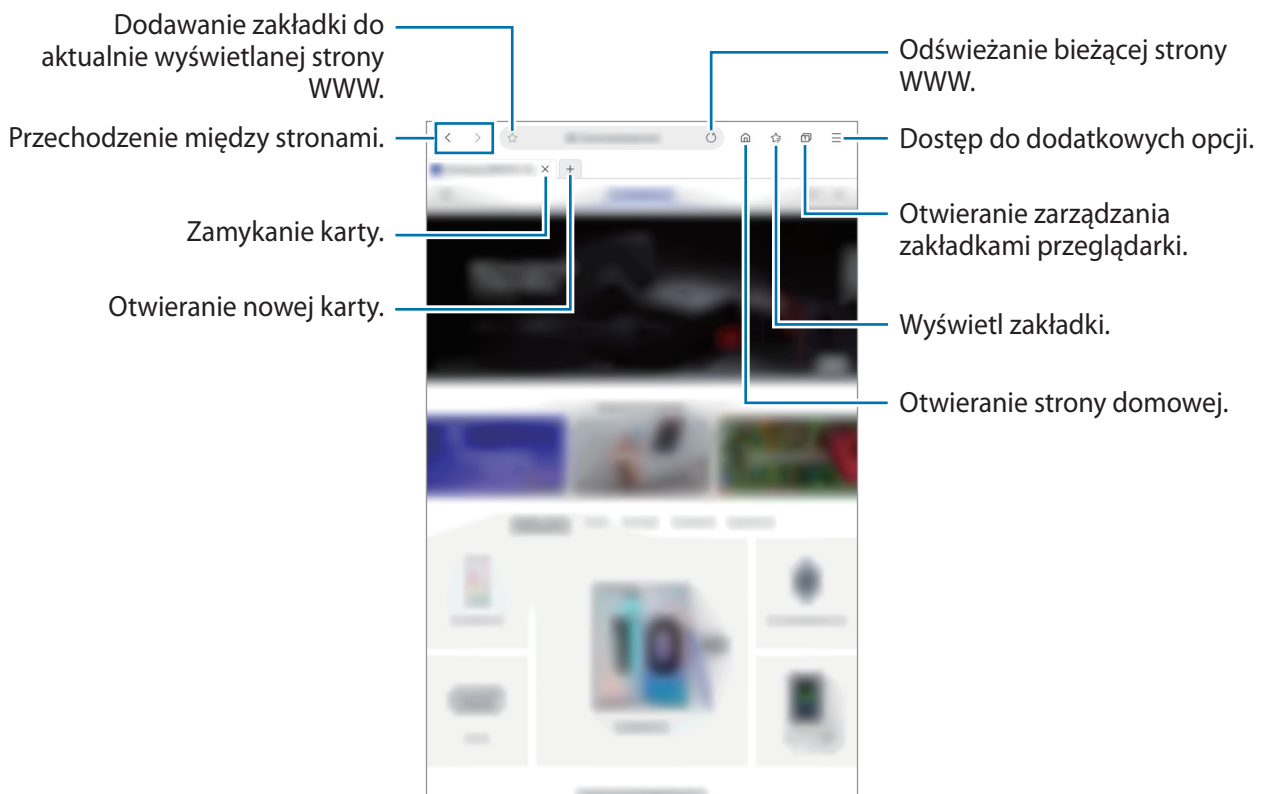 Dodawanie zakładki do
aktualnie wyświetlanej strony
WWW.
Przechodzenie między stronami.
Zamykanie karty.
Otwieranie nowej karty.
Odświeżanie bieżącej strony
WWW.
Dostęp do dodatkowych opcji.
Otwieranie zarządzania
zakładkami przeglądarki.
Wyświetl zakładki.
Otwieranie strony domowej.